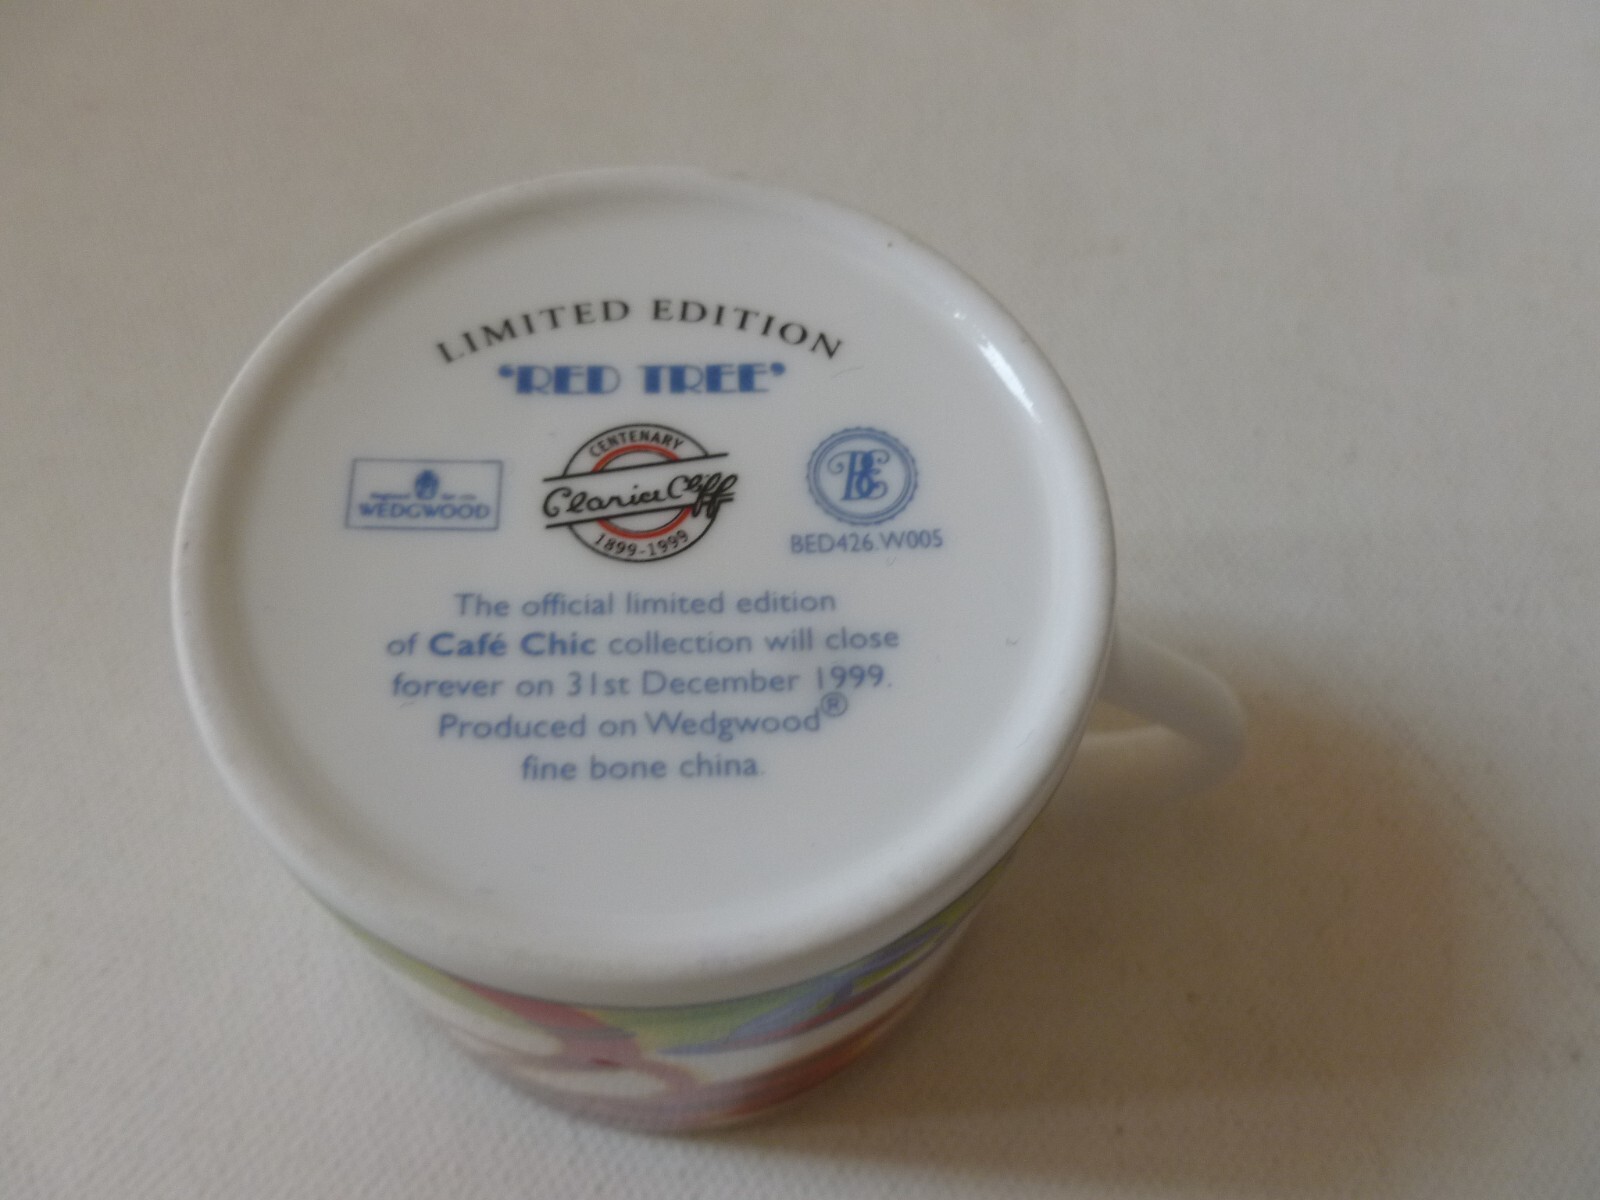 LIMITED EDITION
'RED TREE'
WEDGWOOD
CENTENARY
Clarice Cliff
1899-1999
BE
BED426.W005
The official limited edition
of Café Chic collection will close
forever on 31st December 1999.
Produced on Wedgwood®
fine bone china.